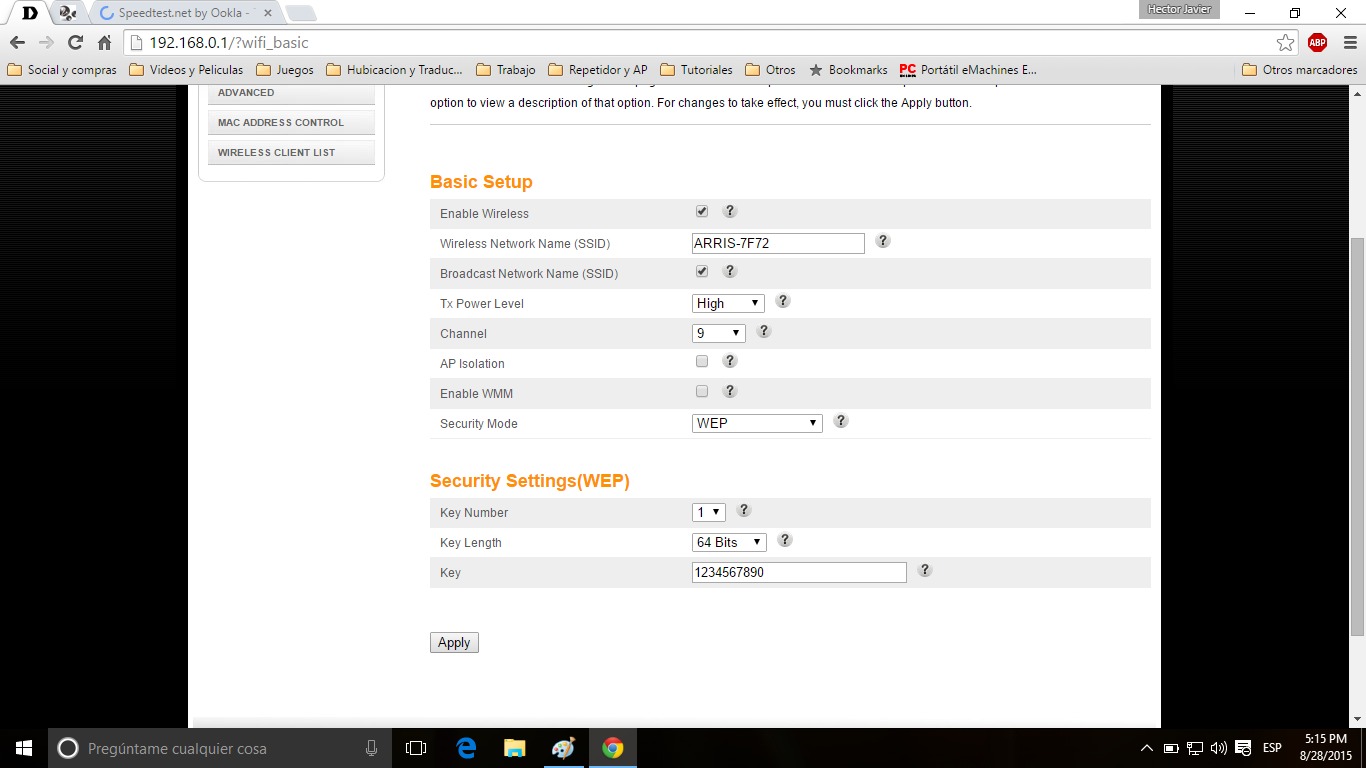 D
Speedtest.net by Ookla -
Hector Javier
192.168.0.1/?wifi_basic
ABP
Social y compras
Videos y Peliculas
Juegos
Hubicacion y Traduc...
Trabajo
Repetidor y AP
Tutoriales
Otros
Bookmarks
PC
Portátil eMachines E...
Otros marcadores
ADVANCED
MAC ADDRESS CONTROL
WIRELESS CLIENT LIST
option to view a description of that option. For changes to take effect, you must click the Apply button.
Basic Setup
Enable Wireless ?
Wireless Network Name (SSID) ARRIS-7F72 ?
Broadcast Network Name (SSID) ?
Tx Power Level High ?
Channel 9 ?
AP Isolation ?
Enable WMM ?
Security Mode WEP ?
Security Settings(WEP)
Key Number 1 ?
Key Length 64 Bits ?
Key 1234567890 ?
Apply
Pregúntame cualquier cosa
ESP
5:15 PM
8/28/2015